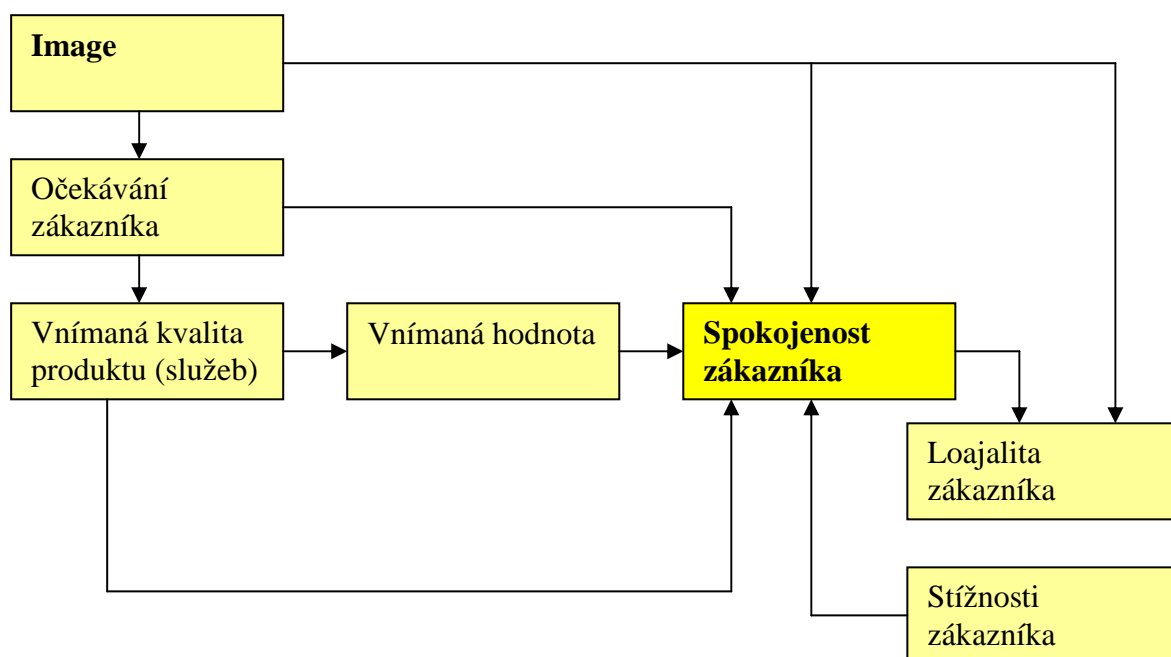 Image
Očekávání
zákazníka
Vnímaná kvalita
produktu (služeb)
Vnímaná hodnota
Spokojenost
zákazníka
Loajalita
zákazníka
Stížnosti
zákazníka